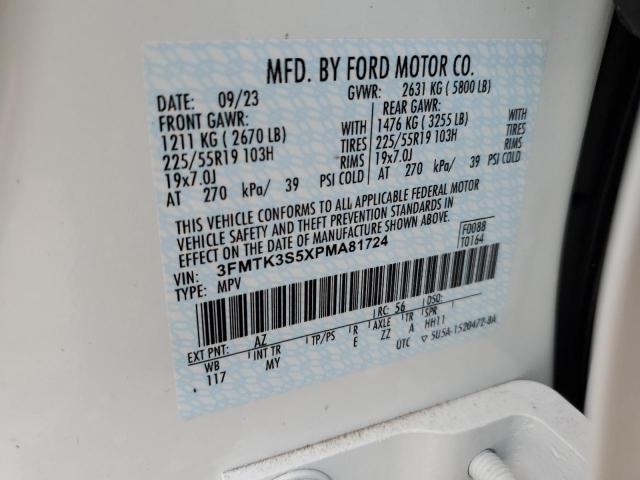 MFD. BY FORD MOTOR CO.
DATE: 09/23 GVWR: 2631 KG ( 5800 LB)
FRONT GAWR: REAR GAWR:
1211 KG ( 2670 LB) WITH 1476 KG ( 3255 LB) WITH
225/55R19 103H TIRES 225/55R19 103H TIRES
19x7.0J RIMS 19x7.0J RIMS
AT 270 kPa/ 39 PSI COLD AT 270 kPa/ 39 PSI COLD
THIS VEHICLE CONFORMS TO ALL APPLICABLE FEDERAL MOTOR
VEHICLE SAFETY AND THEFT PREVENTION STANDARDS IN
EFFECT ON THE DATE OF MANUFACTURE SHOWN ABOVE.
VIN: 3FMTK3S5XPMA81724 F0088
TYPE: MPV T0164
EXT PNT: AZ RC: 56 DSO:
WB INT TR TP/PS R AXLE TR SPR
117 MY E ZZ A HH11
UTC SU5A-1520472-BA